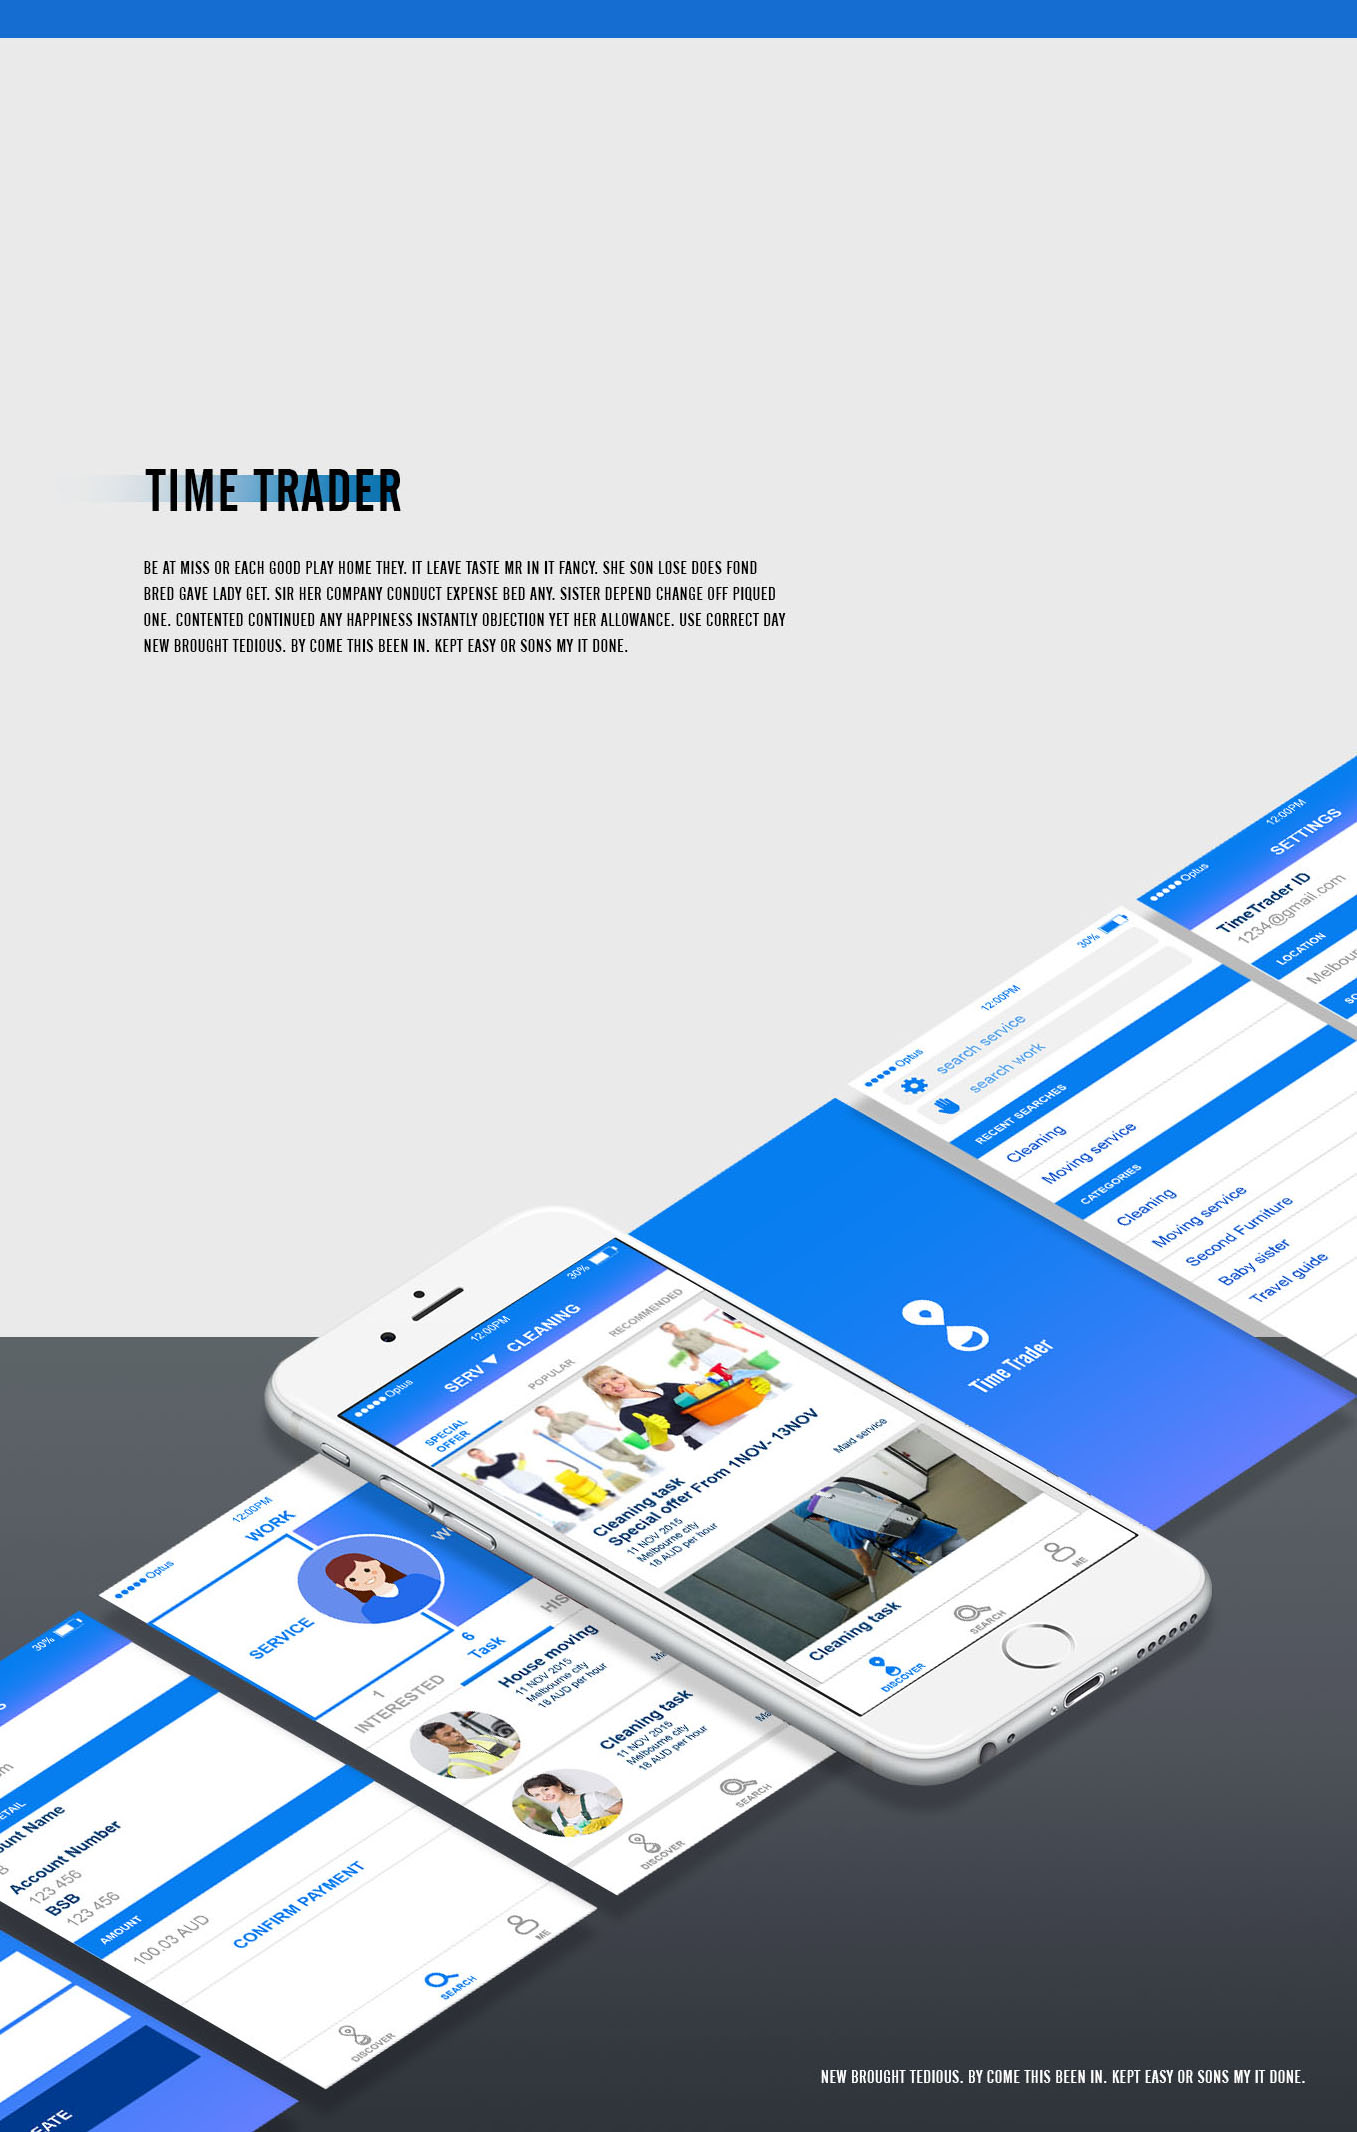 TIME TRADER
BE AT MISS OR EACH GOOD PLAY HOME THEY. IT LEAVE TASTE MR IN IT FANCY. SHE SON LOSE DOES FOND
BRED GAVE LADY GET. SIR HER COMPANY CONDUCT EXPENSE BED ANY. SISTER DEPEND CHANGE OFF PIQUED
ONE. CONTENTED CONTINUED ANY HAPPINESS INSTANTLY OBJECTION YET HER ALLOWANCE. USE CORRECT DAY
NEW BROUGHT TEDIOUS. BY COME THIS BEEN IN. KEPT EASY OR SONS MY IT DONE.
Optus 12:00PM
SETTINGS
TimeTrader ID
1234@gmail.com
LOCATION
Optus 12:00PM 30%
search service
search work
RECENT SEARCHES
Cleaning
Moving service
CATEGORIES
Cleaning
Moving service
Second Furniture
Baby sister
Travel guide
Time Trader
Optus 12:00PM 30%
SERV CLEANING
SPECIAL
OFFER
POPULAR
RECOMMENDED
Cleaning task
Special offer From 1NOV- 13NOV
11 NOV 2015
Melbourne city
18 AUD per hour
Maid service
Cleaning task
DISCOVER
SEARCH
ME
Optus 12:00PM
WORK
SERVICE
1
INTERESTED
6
Task
HIS
House moving
11 NOV 2015
Melbourne city
18 AUD per hour
Cleaning task
11 NOV 2015
Melbourne city
18 AUD per hour
DISCOVER
SEARCH
30%
Account Number
123 456
BSB
123 456
AMOUNT
100.03 AUD
CONFIRM PAYMENT
DISCOVER
SEARCH
ME
NEW BROUGHT TEDIOUS. BY COME THIS BEEN IN. KEPT EASY OR SONS MY IT DONE.